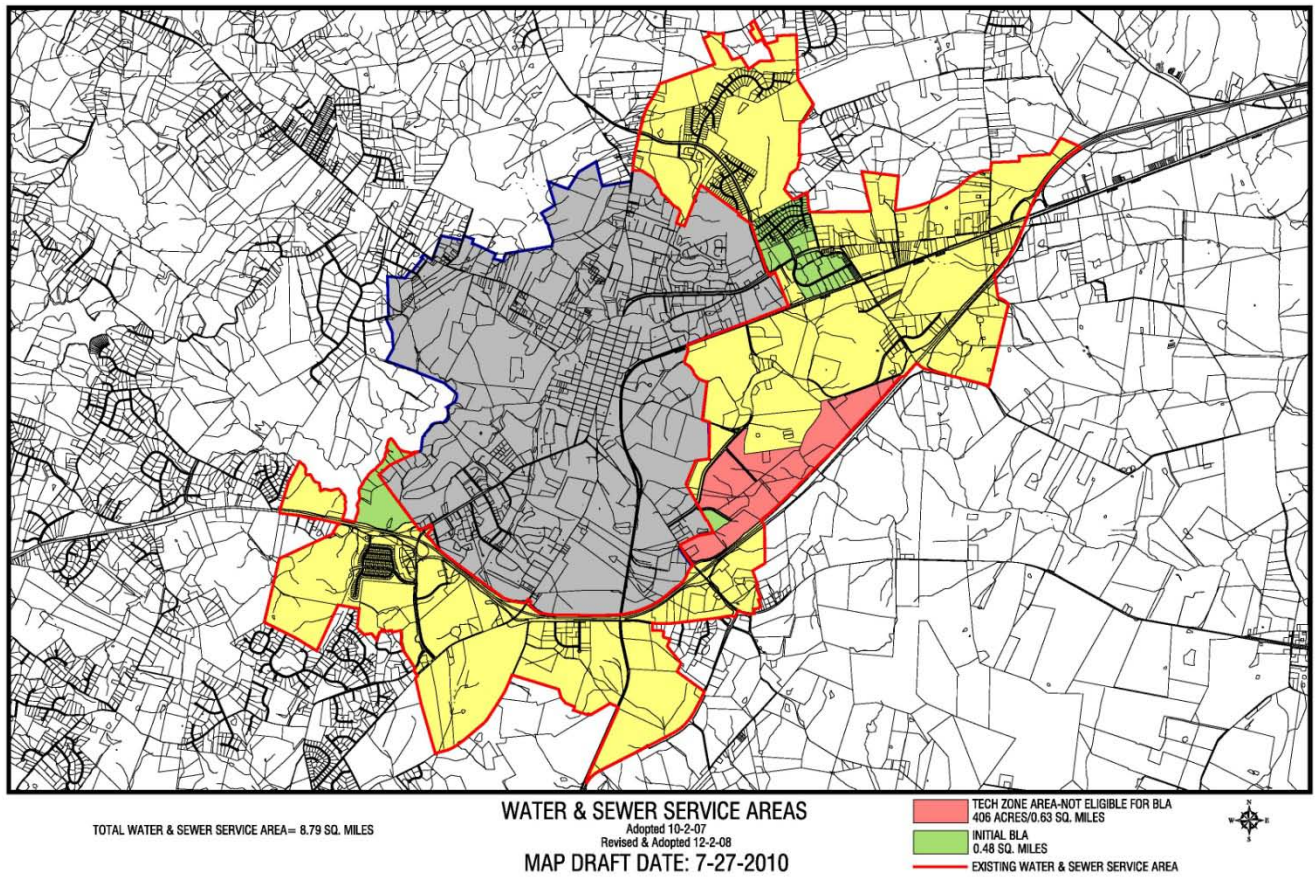 TOTAL WATER & SEWER SERVICE AREA= 8.79 SQ. MILES
WATER & SEWER SERVICE AREAS
Adopted 10-2-07
Revised & Adopted 12-2-08
MAP DRAFT DATE: 7-27-2010
TECH ZONE AREA-NOT ELIGIBLE FOR BLA
406 ACRES/0.63 SQ. MILES
INITIAL BLA
0.48 SQ. MILES
EXISTING WATER & SEWER SERVICE AREA
N
W
E
S